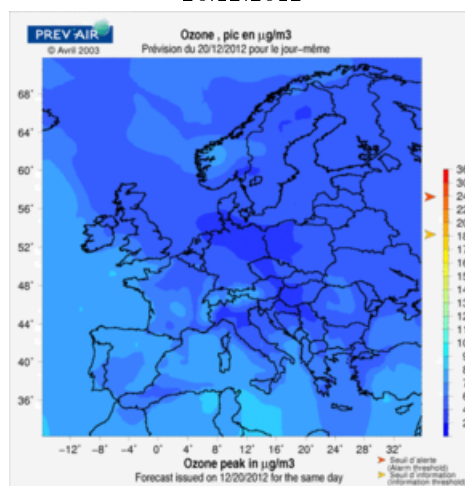 PREV'AIR
© Avril 2003
Ozone , pic en µg/m3
Prévision du 20/12/2012 pour le jour-même
68°
64°
60°
56°
52°
48°
44°
40°
36°
-12° -8° -4° 0° 4° 8° 12° 16° 20° 24° 28° 32°
Ozone peak in µg/m3
Forecast issued on 12/20/2012 for the same day
Seuil d'alerte
(Alarm threshold)
Seuil d'information
(Information threshold)